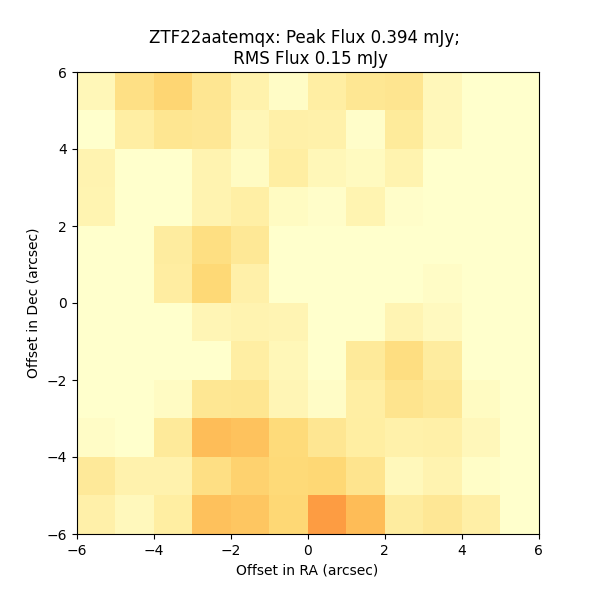 ZTF22aatemqx: Peak Flux 0.394 mJy;
RMS Flux 0.15 mJy
6
4
2
0
−2
−4
−6
Offset in Dec (arcsec)
−6 −4 −2 0 2 4 6
Offset in RA (arcsec)